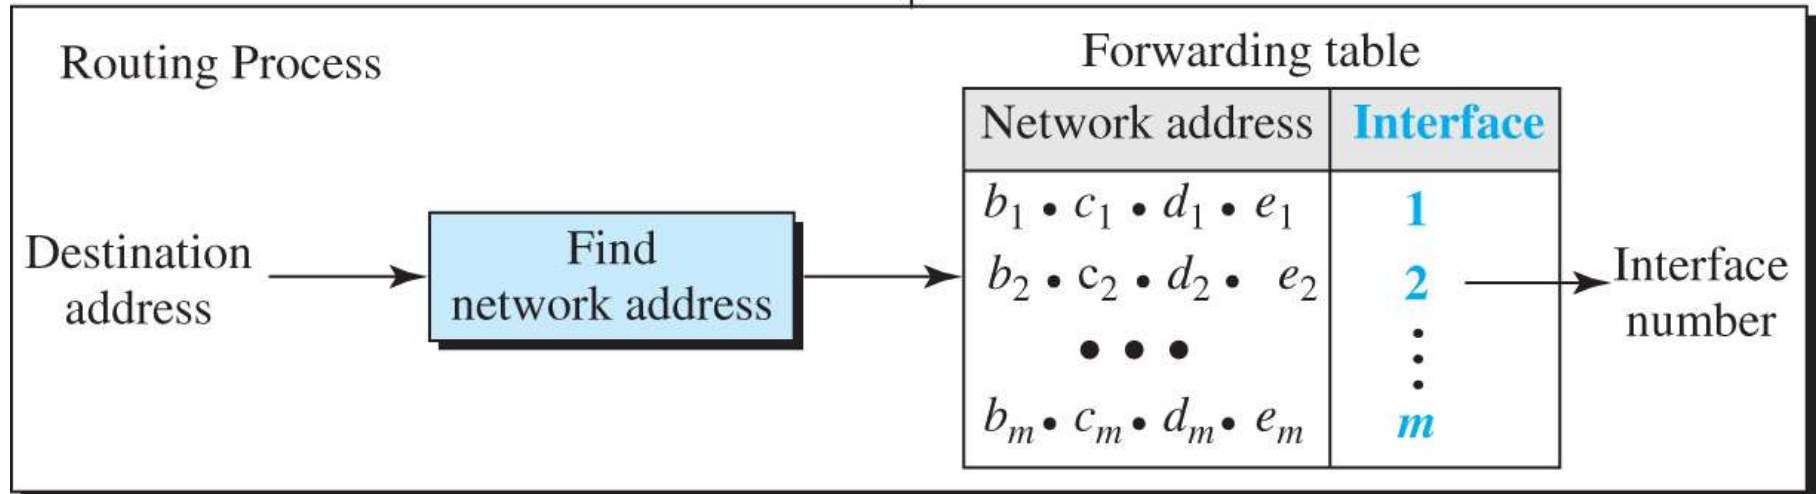 Routing Process
Forwarding table
Network address Interface
b₁ • c₁ • d₁ • e₁ 1
b₂ • c₂ • d₂ • e₂ 2
• • • ⋮
bₘ • cₘ • dₘ • eₘ m
Destination
address
Find
network address
Interface
number